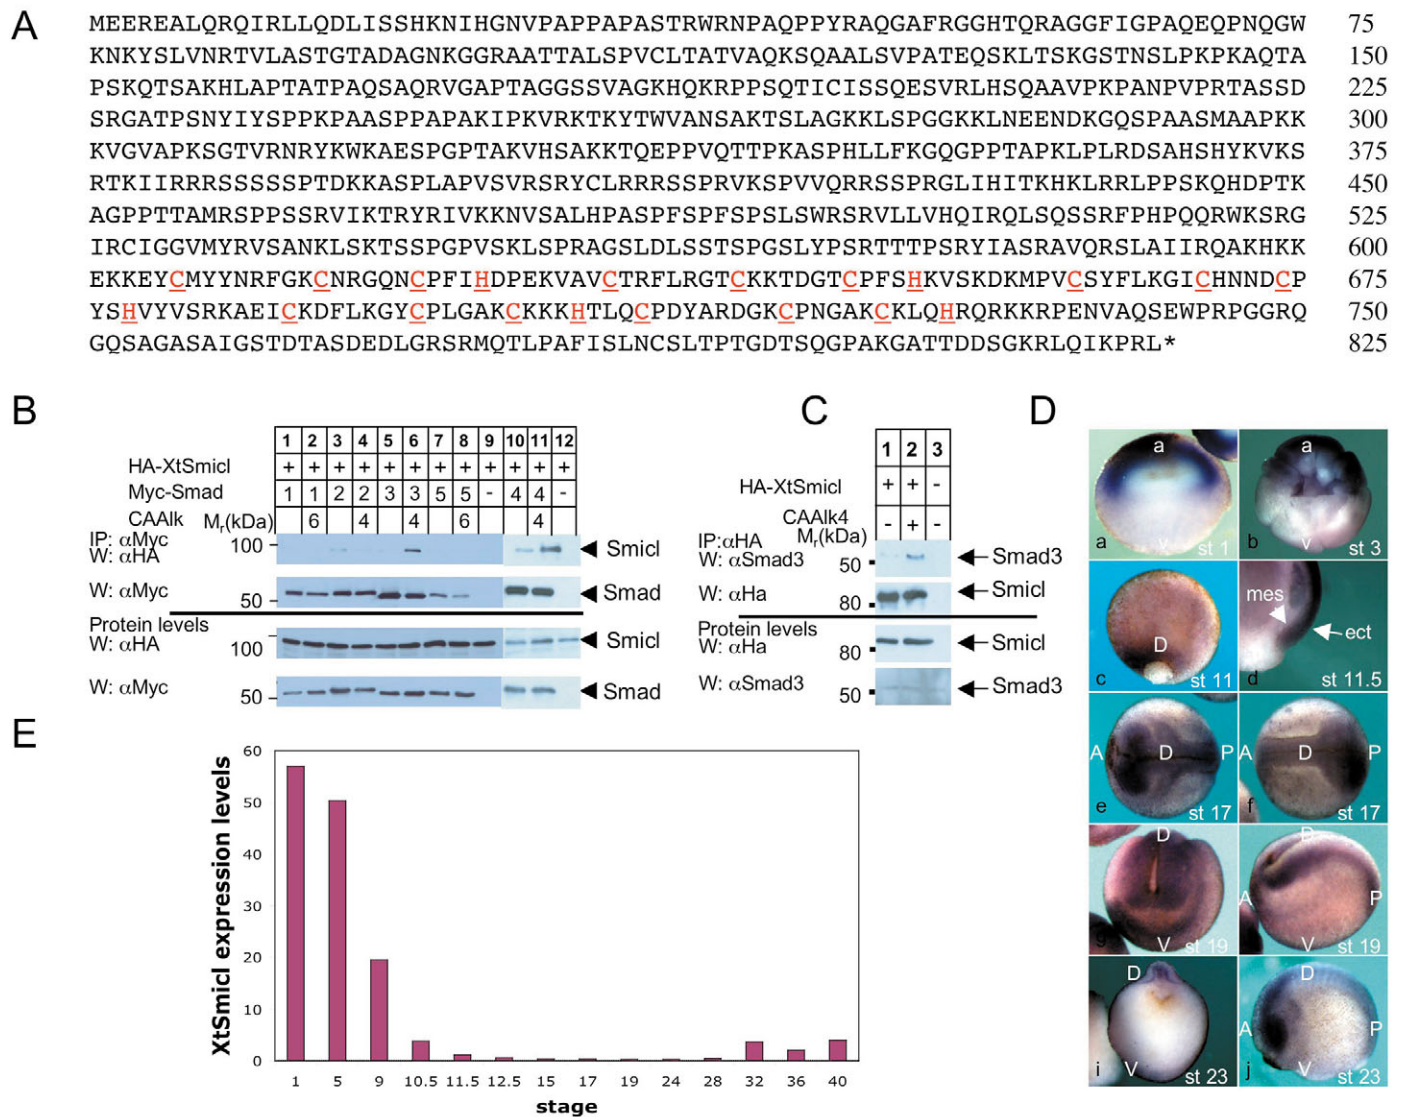 A
MEEREALQRQIRLLQDLISSHKNIHGNVPAPPAPASTRWRNPAQPPYRAQGAFRGGHTQRAGGFIGPAQEQPNQGW 75
KNKYSLVNRTVLASTGTADAGNKGGRAATTALSPVCLTATVAQKSQAALSVPATEQSKLTSKGSTNSLPKPKAQTA 150
PSKQTSAKHLAPTATPAQSAQRVGAPTAGGSSVAGKHQKRPPSQTICISSQESVRLHSQAAVPKPANPVPRTASSD 225
SRGATPSNYIYSPPKPAASPPAPAKIPKVRKTKYTWVANSAKTSLAGKKLSPGGKKLNEENDKGQSPAASMAAPKK 300
KVGVAPKSGTVRNRYKWKAESPGPTAKVHSAKKTQEPPVQTTPKASPHLLFKGQGPPTAPKLPLRDSAHSHYKVKS 375
RTKIIRRRSSSSSPTDKKASPLAPVSVRSRYCLRRRSSPRVKSPVVQRRSSPRGLIHITKHKLRRLPPSKQHDPTK 450
AGPPTTAMRSPPSSRVIKTRYRIVKKNVSALHPASPFSPFSPSLSWRSRVLLVHQIRQLSQSSRFPHPQQRWKSRG 525
IRCIGGVMYRVSANKLSKTSSPGPVSKLSPRAGSLDLSSTSPGSLYPSRTTTPSRYIASRAVQRSLAIIRQAKHKK 600
EKKEYCMYYNRFGKCNRGQNCPFIHDPEKVAVCTRFLRGTCKKTDGTCPFSHKVSKDKMPVCSYFLKGICHNNDCP 675
YSHVYVSRKAEICKDFLKGYCPLGAKCKKKHTLQCPDYARDGKCPNGAKCKLQHRQRKKRPENVAQSEWPRPGGRQ 750
GQSAGASAIGSTDTASDEDLGRSRMQTLPAFISLNCSLTPTGDTSQGPAKGATTDDSGKRLQIKPRL* 825
B
1 2 3 4 5 6 7 8 9 10 11 12
HA-XtSmicl + + + + + + + + + + + +
Myc-Smad 1 1 2 2 3 3 5 5 - 4 4 -
CAAlk 6 4 4 6 4
Mr(kDa)
IP: αMyc
W: αHA
100
Smicl
W: αMyc
50
Smad
Protein levels
W: αHA
100
Smicl
W: αMyc
50
Smad
C
1 2 3
HA-XtSmicl + + -
CAAlk4 - + -
Mr(kDa)
IP:αHA
W: αSmad3
50
Smad3
W: αHa
80
Smicl
Protein levels
W: αHa
80
Smicl
W: αSmad3
50
Smad3
D
a
a v st 1
a
b v st 3
D
c st 11
mes
ect
d st 11.5
A D P
e st 17
A D P
f st 17
D
g V st 19
D
A P
V st 19
D
i V st 23
D
A P
j V st 23
E
XtSmicl expression levels
60
50
40
30
20
10
0
1 5 9 10.5 11.5 12.5 15 17 19 24 28 32 36 40
stage